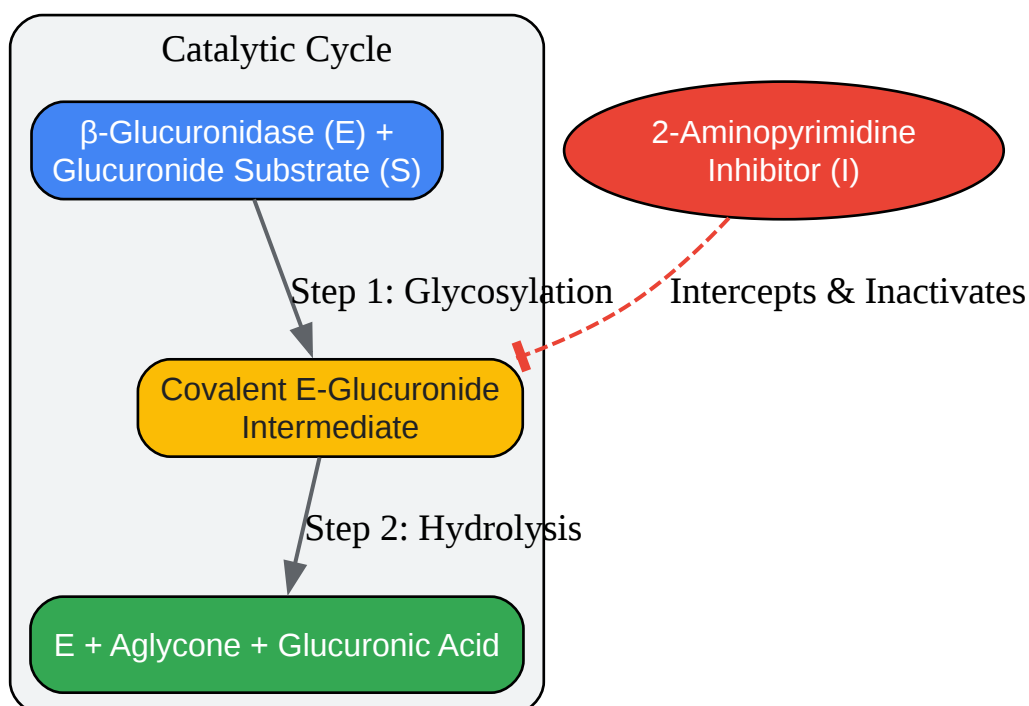 Catalytic Cycle
β-Glucuronidase (E) +
Glucuronide Substrate (S)
2-Aminopyrimidine
Inhibitor (I)
Step 1: Glycosylation
Intercepts & Inactivates
Covalent E-Glucuronide
Intermediate
Step 2: Hydrolysis
E + Aglycone + Glucuronic Acid